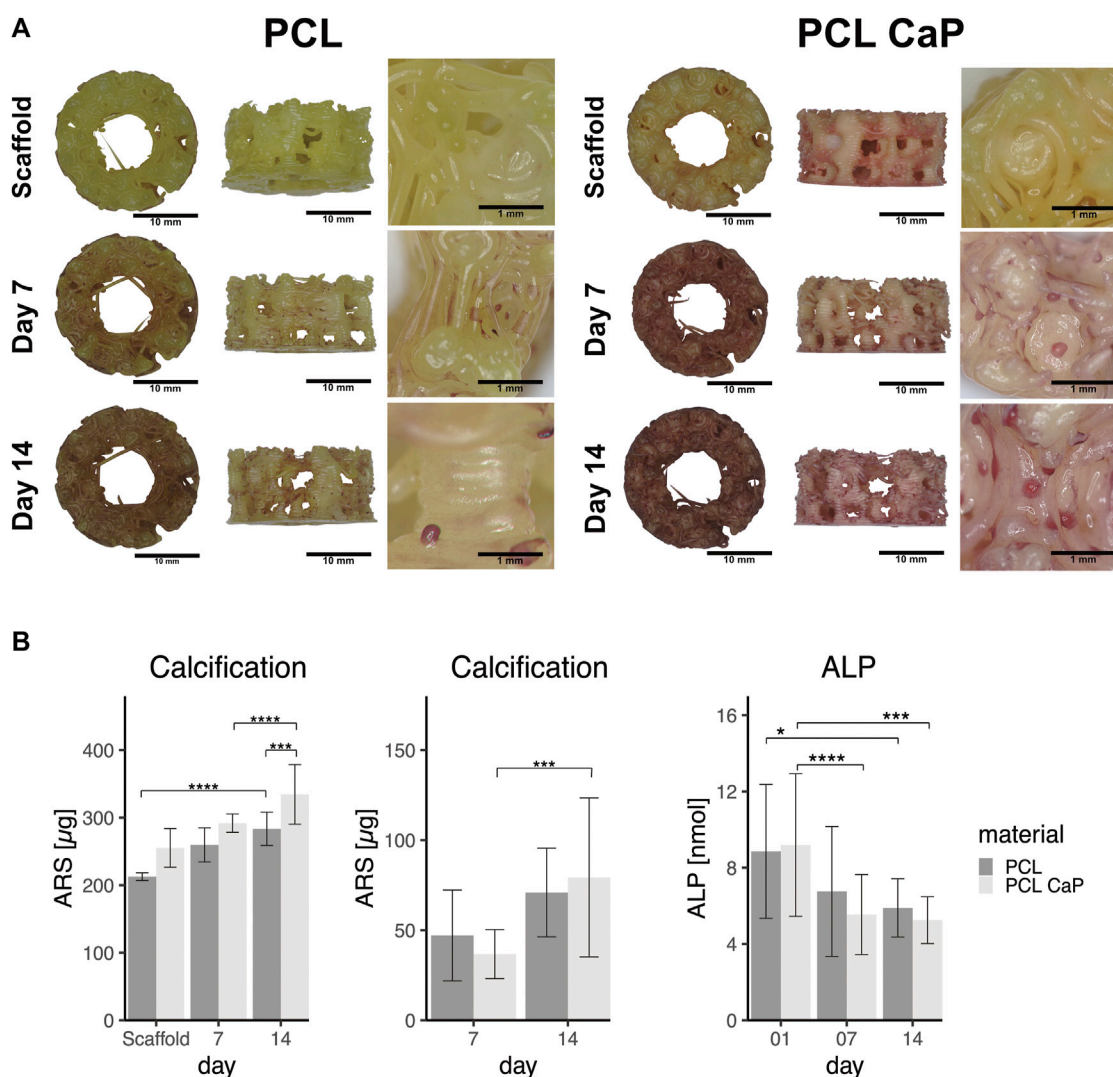 A
PCL
PCL CaP
Scaffold
10 mm
10 mm
1 mm
10 mm
10 mm
1 mm
Day 7
10 mm
10 mm
1 mm
Day 7
10 mm
10 mm
1 mm
Day 14
10 mm
10 mm
1 mm
Day 14
10 mm
10 mm
1 mm
Scaffold
B
Calcification
ARS [µg]
400
300
200
100
0
****
****
***
Scaffold
7
14
day
Calcification
ARS [µg]
150
100
50
0
***
7
14
day
ALP
ALP [nmol]
16
12
8
4
0
***
*
****
01
07
14
day
material
PCL
PCL CaP